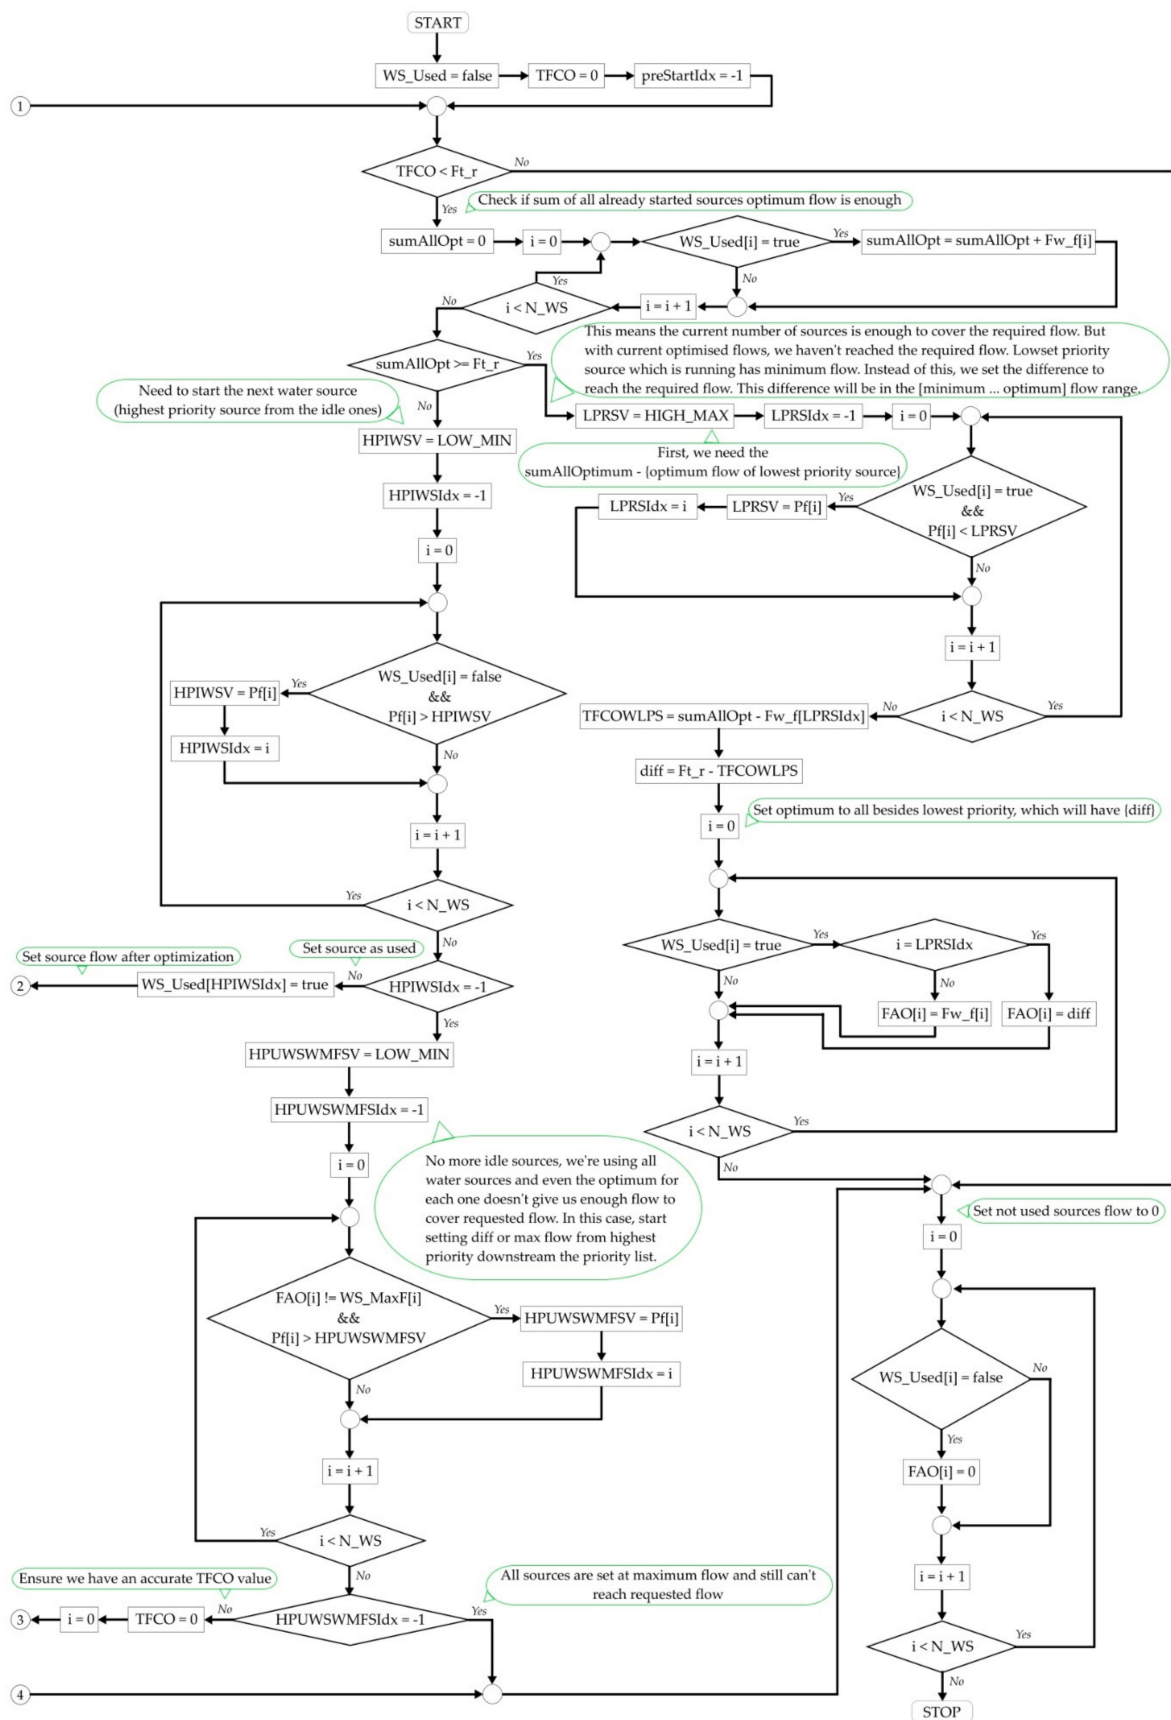 START
WS_Used = false
TFCO = 0
preStartIdx = -1
1
TFCO < Ft_r
No
Yes
Check if sum of all already started sources optimum flow is enough
sumAllOpt = 0
i = 0
WS_Used[i] = true
Yes
sumAllOpt = sumAllOpt + Fw_f[i]
No
i = i + 1
i < N_WS
Yes
No
sumAllOpt >= Ft_r
Yes
No
This means the current number of sources is enough to cover the required flow. But
with current optimised flows, we haven't reached the required flow. Lowset priority
source which is running has minimum flow. Instead of this, we set the difference to
reach the required flow. This difference will be in the [minimum ... optimum] flow range.
Need to start the next water source
(highest priority source from the idle ones)
LPRSV = HIGH_MAX
LPRSIdx = -1
i = 0
First, we need the
sumAllOptimum - {optimum flow of lowest priority source}
WS_Used[i] = true
&&
Pf[i] < LPRSV
Yes
LPRSV = Pf[i]
LPRSIdx = i
No
i = i + 1
i < N_WS
Yes
No
TFCOWLPS = sumAllOpt - Fw_f[LPRSIdx]
diff = Ft_r - TFCOWLPS
i = 0
Set optimum to all besides lowest priority, which will have {diff}
WS_Used[i] = true
Yes
No
i = LPRSIdx
Yes
No
FAO[i] = Fw_f[i]
FAO[i] = diff
i = i + 1
i < N_WS
Yes
No
HPIWSV = LOW_MIN
HPIWSIdx = -1
i = 0
WS_Used[i] = false
&&
Pf[i] > HPIWSV
Yes
HPIWSV = Pf[i]
HPIWSIdx = i
No
i = i + 1
i < N_WS
Yes
No
HPIWSIdx = -1
No
Set source as used
WS_Used[HPIWSIdx] = true
Set source flow after optimization
2
Yes
HPUWSWMFSV = LOW_MIN
HPUWSWMFSIdx = -1
i = 0
No more idle sources, we're using all
water sources and even the optimum for
each one doesn't give us enough flow to
cover requested flow. In this case, start
setting diff or max flow from highest
priority downstream the priority list.
FAO[i] != WS_MaxF[i]
&&
Pf[i] > HPUWSWMFSV
Yes
HPUWSWMFSV = Pf[i]
HPUWSWMFSIdx = i
No
i = i + 1
i < N_WS
Yes
No
HPUWSWMFSIdx = -1
Yes
All sources are set at maximum flow and still can't
reach requested flow
No
Ensure we have an accurate TFCO value
TFCO = 0
i = 0
3
4
Set not used sources flow to 0
i = 0
WS_Used[i] = false
No
Yes
FAO[i] = 0
i = i + 1
i < N_WS
Yes
No
STOP